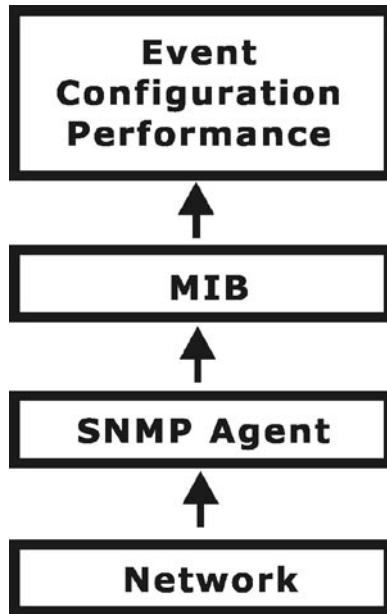 Event
Configuration
Performance
MIB
SNMP Agent
Network